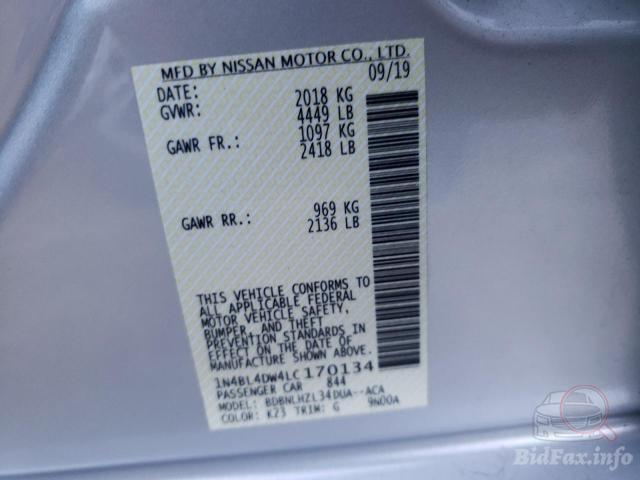 MFD BY NISSAN MOTOR CO., LTD.
DATE: 09/19
GVWR: 2018 KG
4449 LB
GAWR FR.: 1097 KG
2418 LB
GAWR RR.: 969 KG
2136 LB
THIS VEHICLE CONFORMS TO
ALL APPLICABLE FEDERAL
MOTOR VEHICLE SAFETY,
BUMPER, AND THEFT
PREVENTION STANDARDS IN
EFFECT ON THE DATE OF
MANUFACTURE SHOWN ABOVE.
1N4BL4DW4LC170134
PASSENGER CAR 844
MODEL: BDBNLHZL34DUA--ACA
COLOR: K23 TRIM: G 9N00A
BidFax.info